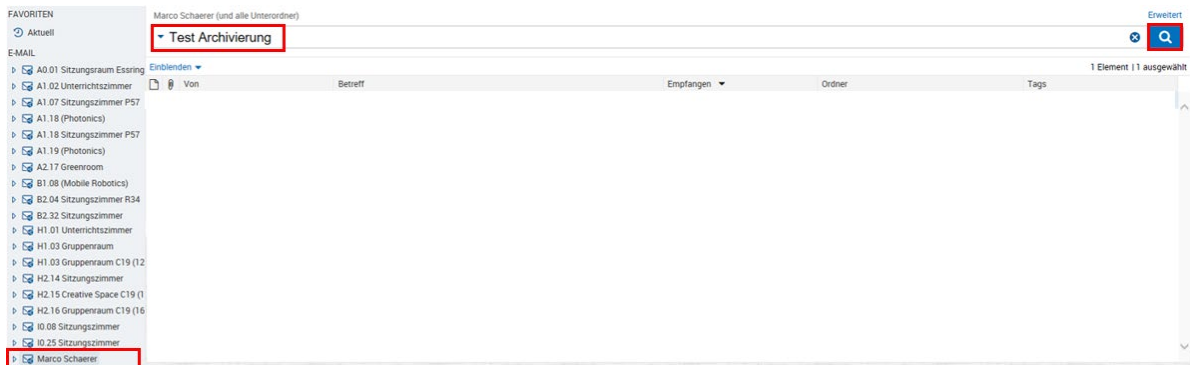 FAVORITEN
Aktuell
E-MAIL
A0.01 Sitzungsraum Essring
A1.02 Unterrichtszimmer
A1.07 Sitzungszimmer P57
A1.18 (Photonics)
A1.18 Sitzungszimmer P57
A1.19 (Photonics)
A2.17 Greenroom
B1.08 (Mobile Robotics)
B2.04 Sitzungszimmer R34
B2.32 Sitzungszimmer
H1.01 Unterrichtszimmer
H1.03 Gruppenraum
H1.03 Gruppenraum C19 (12
H2.14 Sitzungszimmer
H2.15 Creative Space C19 (1
H2.16 Gruppenraum C19 (16
I0.08 Sitzungszimmer
I0.25 Sitzungszimmer
Marco Schaerer
Marco Schaerer (und alle Unterordner) Erweitert
Test Archivierung
Einblenden 1 Element | 1 ausgewählt
Von Betreff Empfangen Ordner Tags